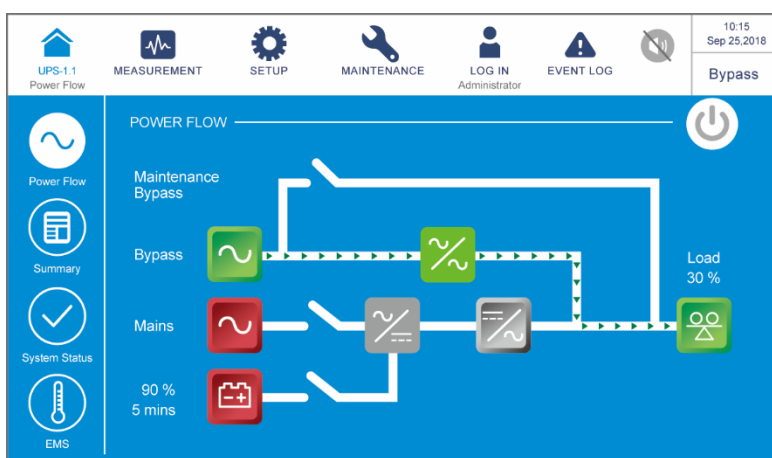 UPS-1.1
Power Flow
MEASUREMENT
SETUP
MAINTENANCE
LOG IN
Administrator
EVENT LOG
10:15
Sep 25,2018
Bypass
Power Flow
Summary
System Status
EMS
POWER FLOW
Maintenance
Bypass
Bypass
Load
30 %
Mains
90 %
5 mins